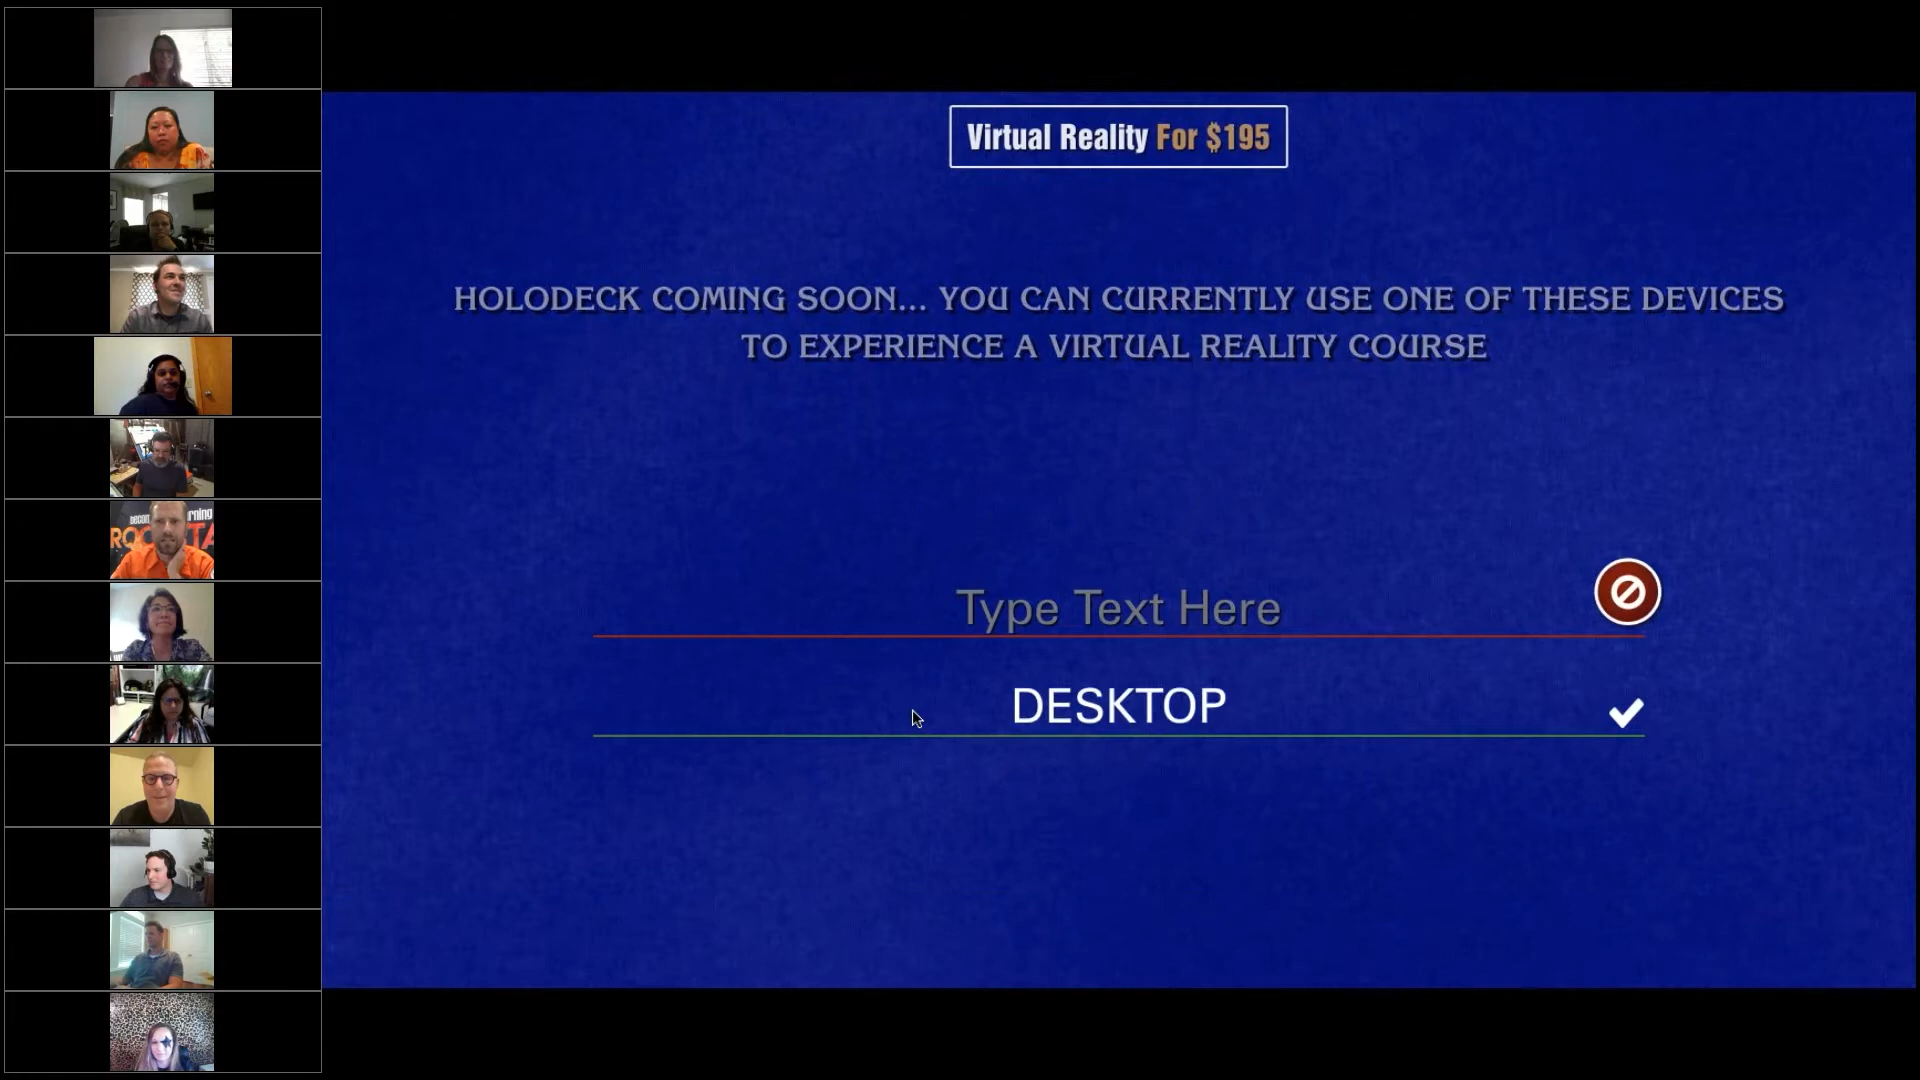 Virtual Reality For $195
HOLODECK COMING SOON... YOU CAN CURRENTLY USE ONE OF THESE DEVICES
TO EXPERIENCE A VIRTUAL REALITY COURSE
Type Text Here
DESKTOP